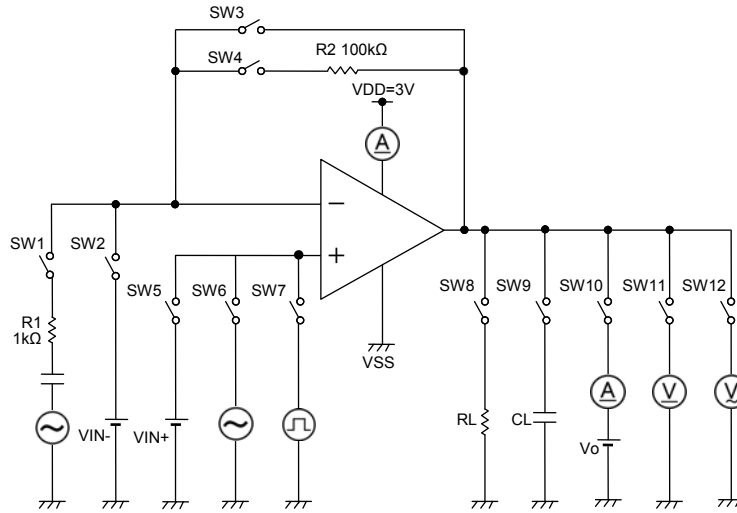 SW3
SW4
R2 100kΩ
VDD=3V
A
−
+
SW1
SW2
SW5
SW6
SW7
SW8
SW9
SW10
SW11
SW12
R1
1kΩ
VSS
A
V
V
VIN-
VIN+
RL
CL
Vo